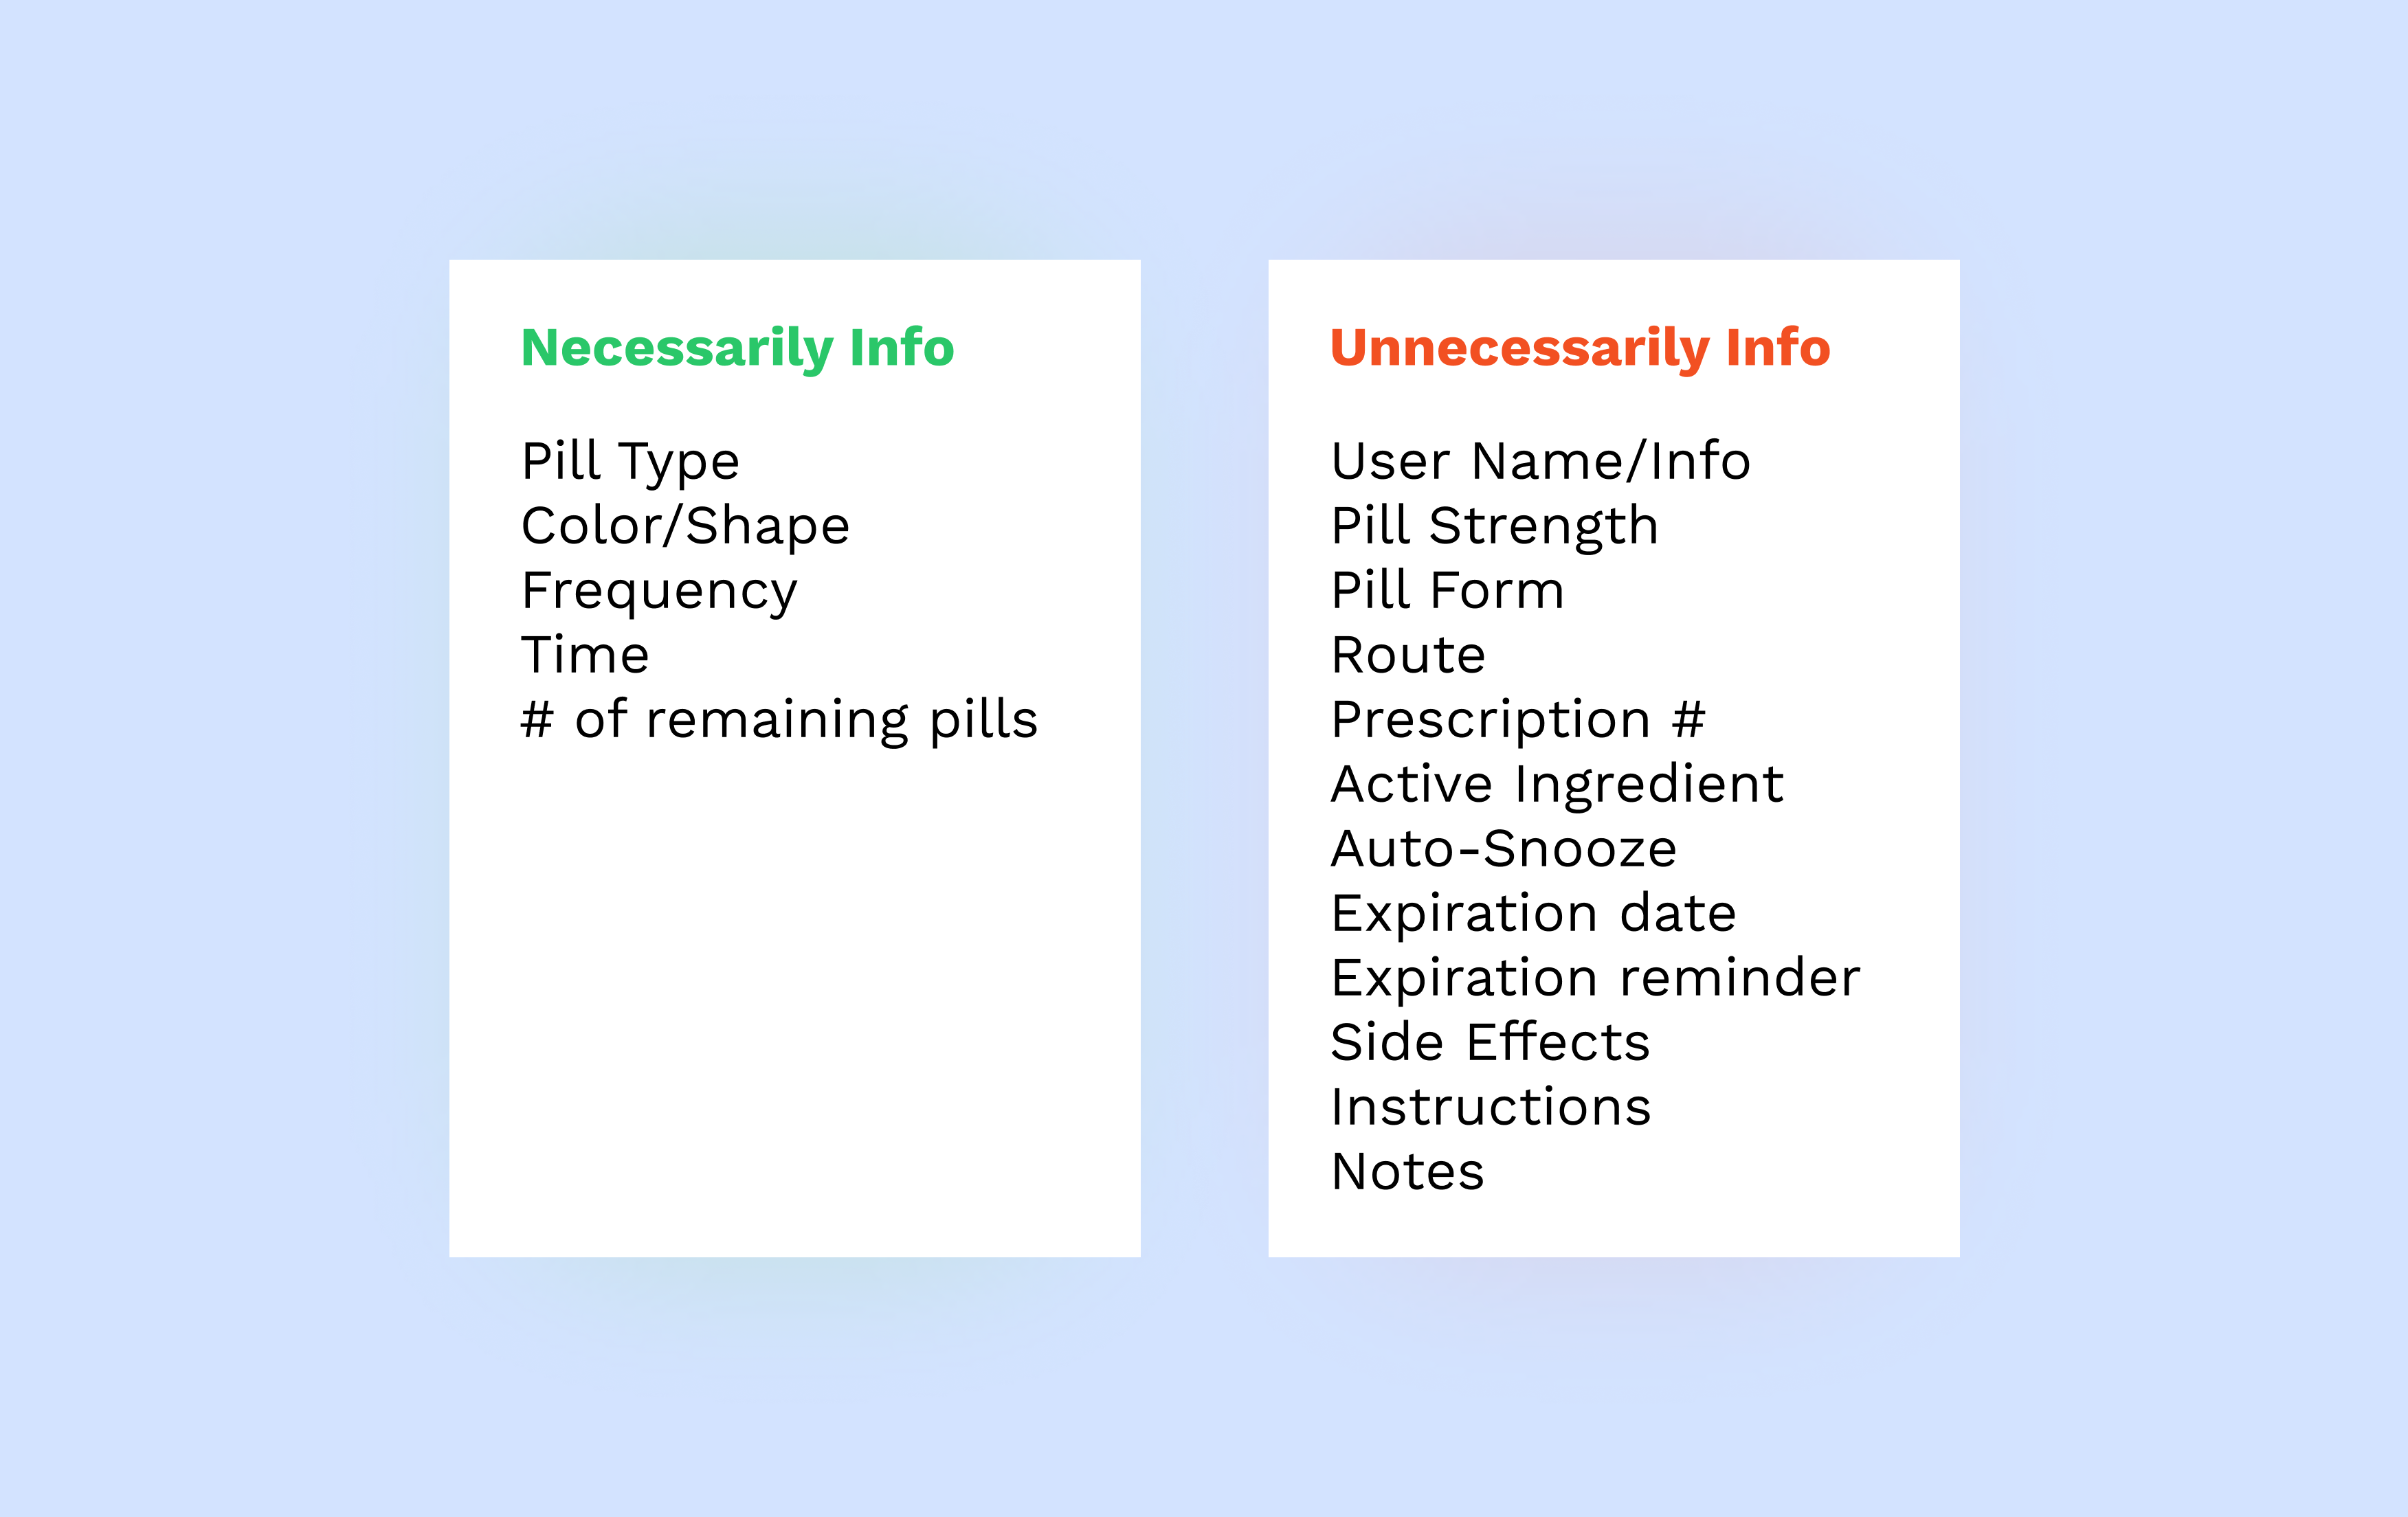 Necessarily Info
Pill Type
Color/Shape
Frequency
Time
# of remaining pills
Unnecessarily Info
User Name/Info
Pill Strength
Pill Form
Route
Prescription #
Active Ingredient
Auto-Snooze
Expiration date
Expiration reminder
Side Effects
Instructions
Notes